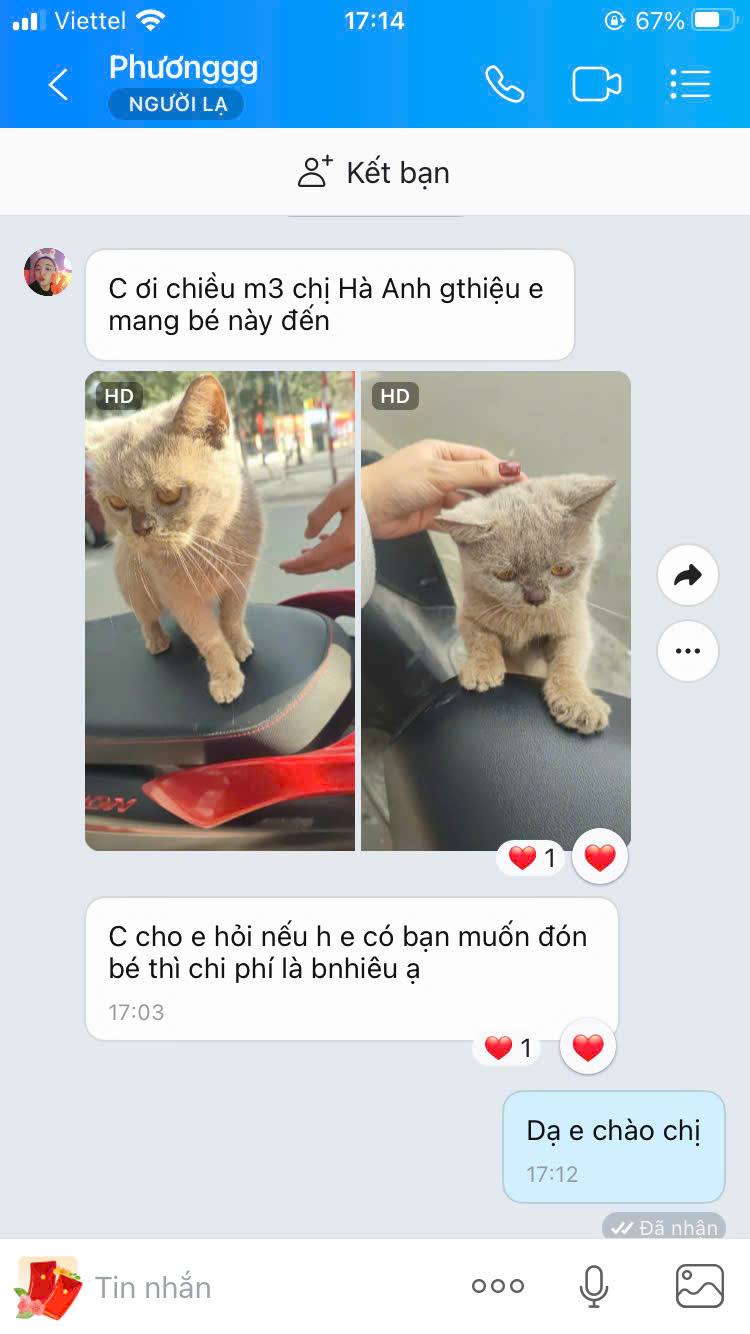 Viettel 17:14 67%
Phươnggg
NGƯỜI LẠ
Kết bạn
C ơi chiều m3 chị Hà Anh gthiệu e
mang bé này đến
HD HD
1
C cho e hỏi nếu h e có bạn muốn đón
bé thì chi phí là bnhiêu ạ
17:03
1
Dạ e chào chị
17:12
Đã nhận
Tin nhắn